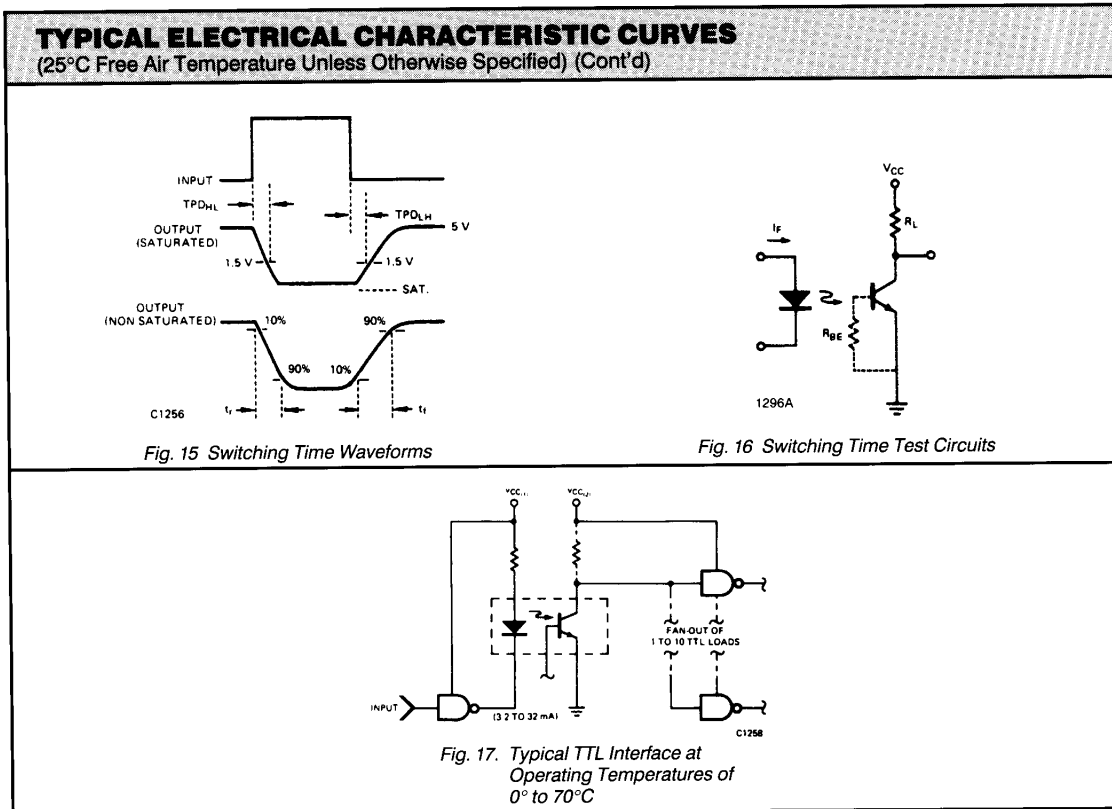 TYPICAL ELECTRICAL CHARACTERISTIC CURVES
(25°C Free Air Temperature Unless Otherwise Specified) (Cont'd)
INPUT
TPDHL
TPDLH
OUTPUT
(SATURATED)
5 V
1.5 V
1.5 V
SAT.
OUTPUT
(NON SATURATED)
10%
90%
90%
10%
C1256
tr
tf
Fig. 15 Switching Time Waveforms
VCC
RL
IF
RBE
1296A
Fig. 16 Switching Time Test Circuits
VCC(1)
VCC(2)
FAN-OUT OF
1 TO 10 TTL LOADS
INPUT
(3.2 TO 32 mA)
C1258
Fig. 17. Typical TTL Interface at
Operating Temperatures of
0° to 70°C